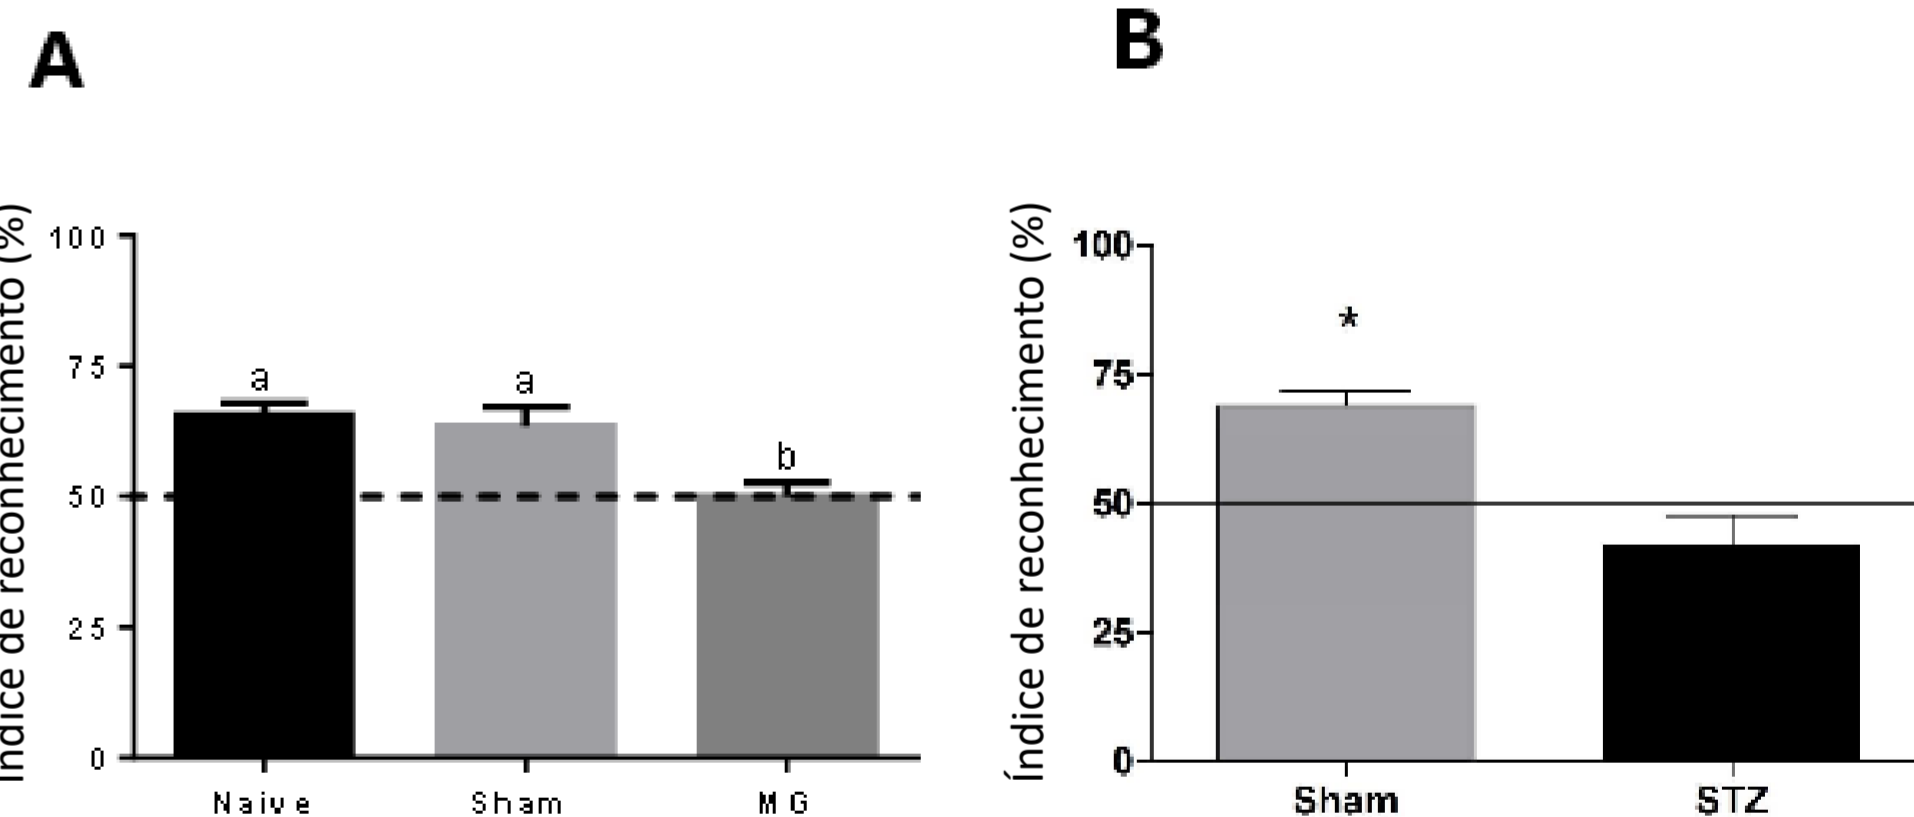 A
Índice de reconhecimento (%)
100
75
50
25
0
a
a
b
Naive
Sham
MG
B
Índice de reconhecimento (%)
100
75
50
25
0
*
Sham
STZ